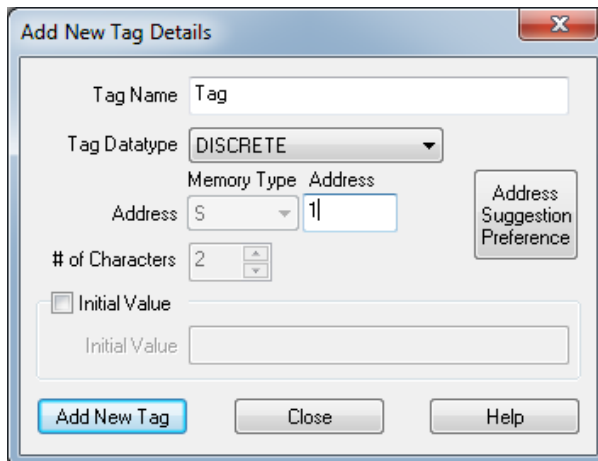 Add New Tag Details
Tag Name Tag
Tag Datatype DISCRETE
Memory Type Address
Address S 1
Address
Suggestion
Preference
# of Characters 2
Initial Value
Initial Value
Add New Tag Close Help